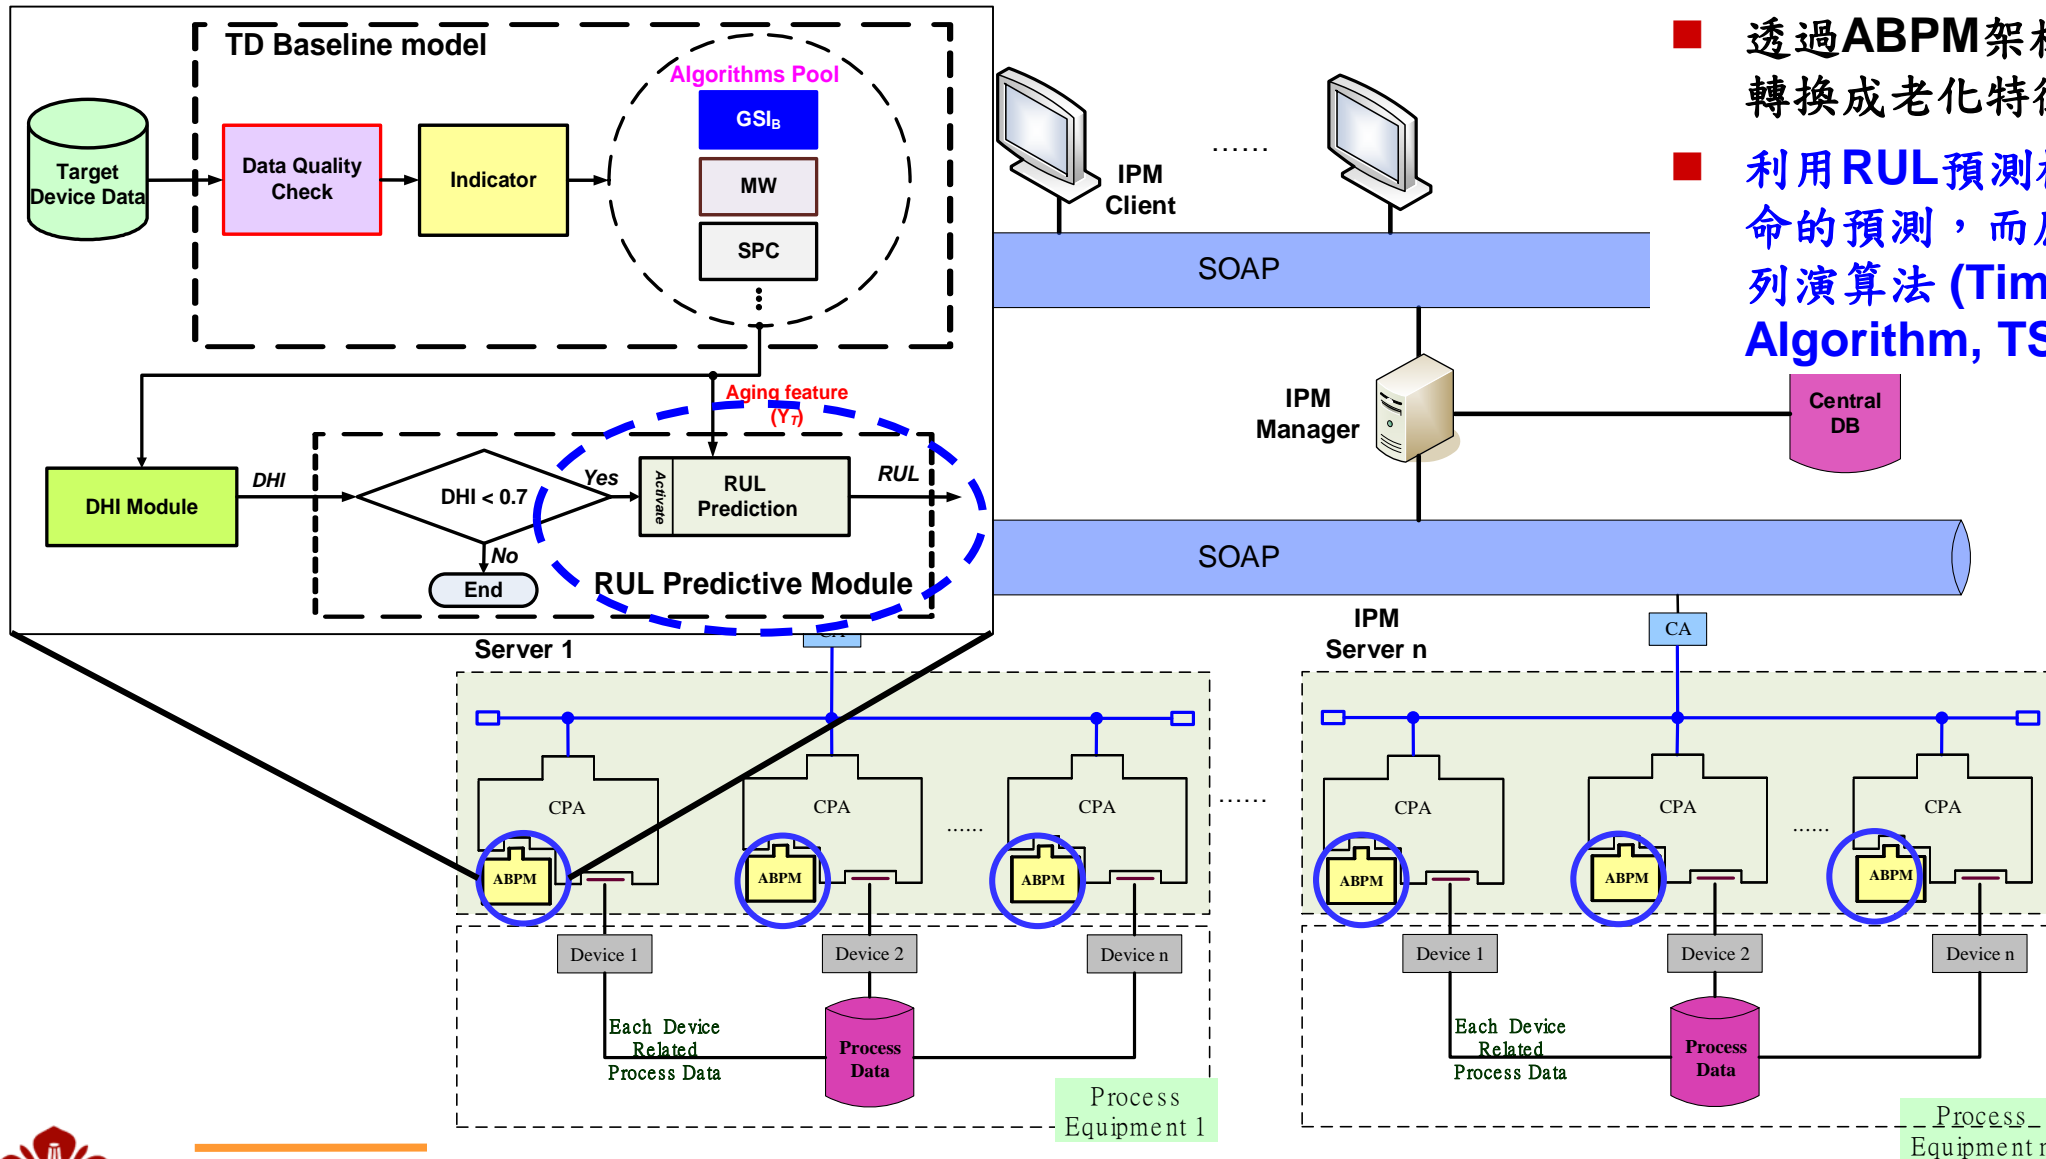 TD Baseline model
Algorithms Pool
GSIB
MW
SPC
Target
Device Data
Data Quality
Check
Indicator
Aging feature
(YT)
DHI Module
DHI
DHI < 0.7
Yes
No
End
Activate
RUL
Prediction
RUL
RUL Predictive Module
IPM
Client
......
SOAP
IPM
Manager
Central
DB
SOAP
透過ABPM架
轉換成老化特
利用RUL預測
命的預測,而
列演算法 (Tim
Algorithm, TS
Server 1
CA
CPA
CPA
......
CPA
ABPM
ABPM
ABPM
Device 1
Device 2
Device n
Each Device
Related
Process Data
Process
Data
Process
Equipment 1
......
IPM
Server n
CA
CPA
CPA
......
CPA
ABPM
ABPM
ABPM
Device 1
Device 2
Device n
Each Device
Related
Process Data
Process
Data
Process
Equipment n